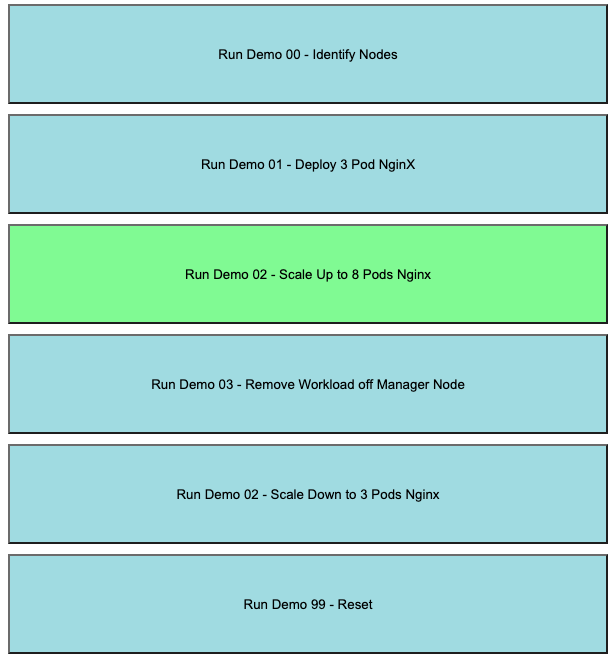 Run Demo 00 - Identify Nodes
Run Demo 01 - Deploy 3 Pod NginX
Run Demo 02 - Scale Up to 8 Pods Nginx
Run Demo 03 - Remove Workload off Manager Node
Run Demo 02 - Scale Down to 3 Pods Nginx
Run Demo 99 - Reset